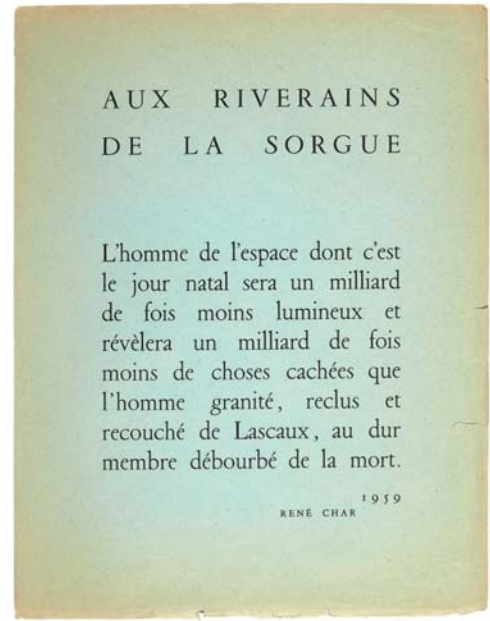 AUX RIVERAINS
DE LA SORGUE
L'homme de l'espace dont c'est
le jour natal sera un milliard
de fois moins lumineux et
révèlera un milliard de fois
moins de choses cachées que
l'homme granité, reclus et
recouché de Lascaux, au dur
membre débourbé de la mort.
1959
RENÉ CHAR